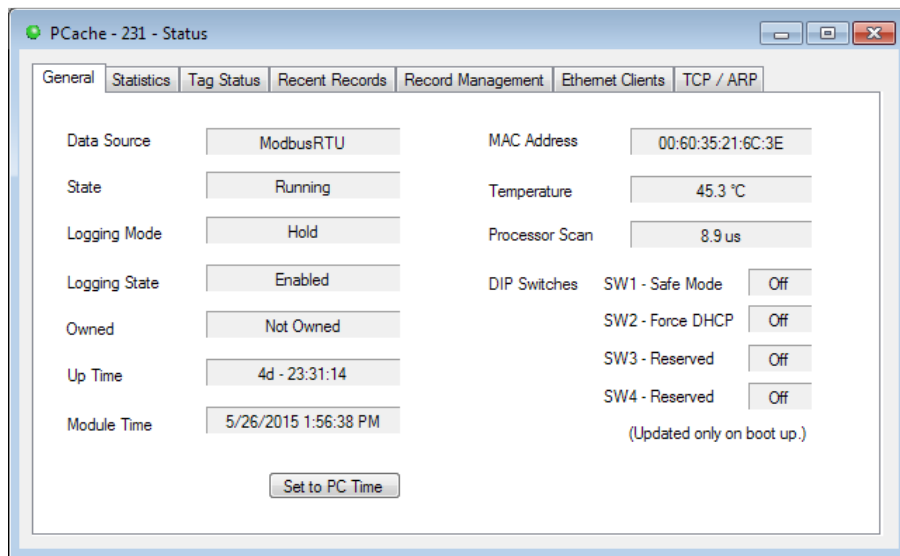 PCache - 231 - Status
General Statistics Tag Status Recent Records Record Management Ethernet Clients TCP / ARP
Data Source ModbusRTU
State Running
Logging Mode Hold
Logging State Enabled
Owned Not Owned
Up Time 4d - 23:31:14
Module Time 5/26/2015 1:56:38 PM
Set to PC Time
MAC Address 00:60:35:21:6C:3E
Temperature 45.3 °C
Processor Scan 8.9 us
DIP Switches SW1 - Safe Mode Off
SW2 - Force DHCP Off
SW3 - Reserved Off
SW4 - Reserved Off
(Updated only on boot up.)